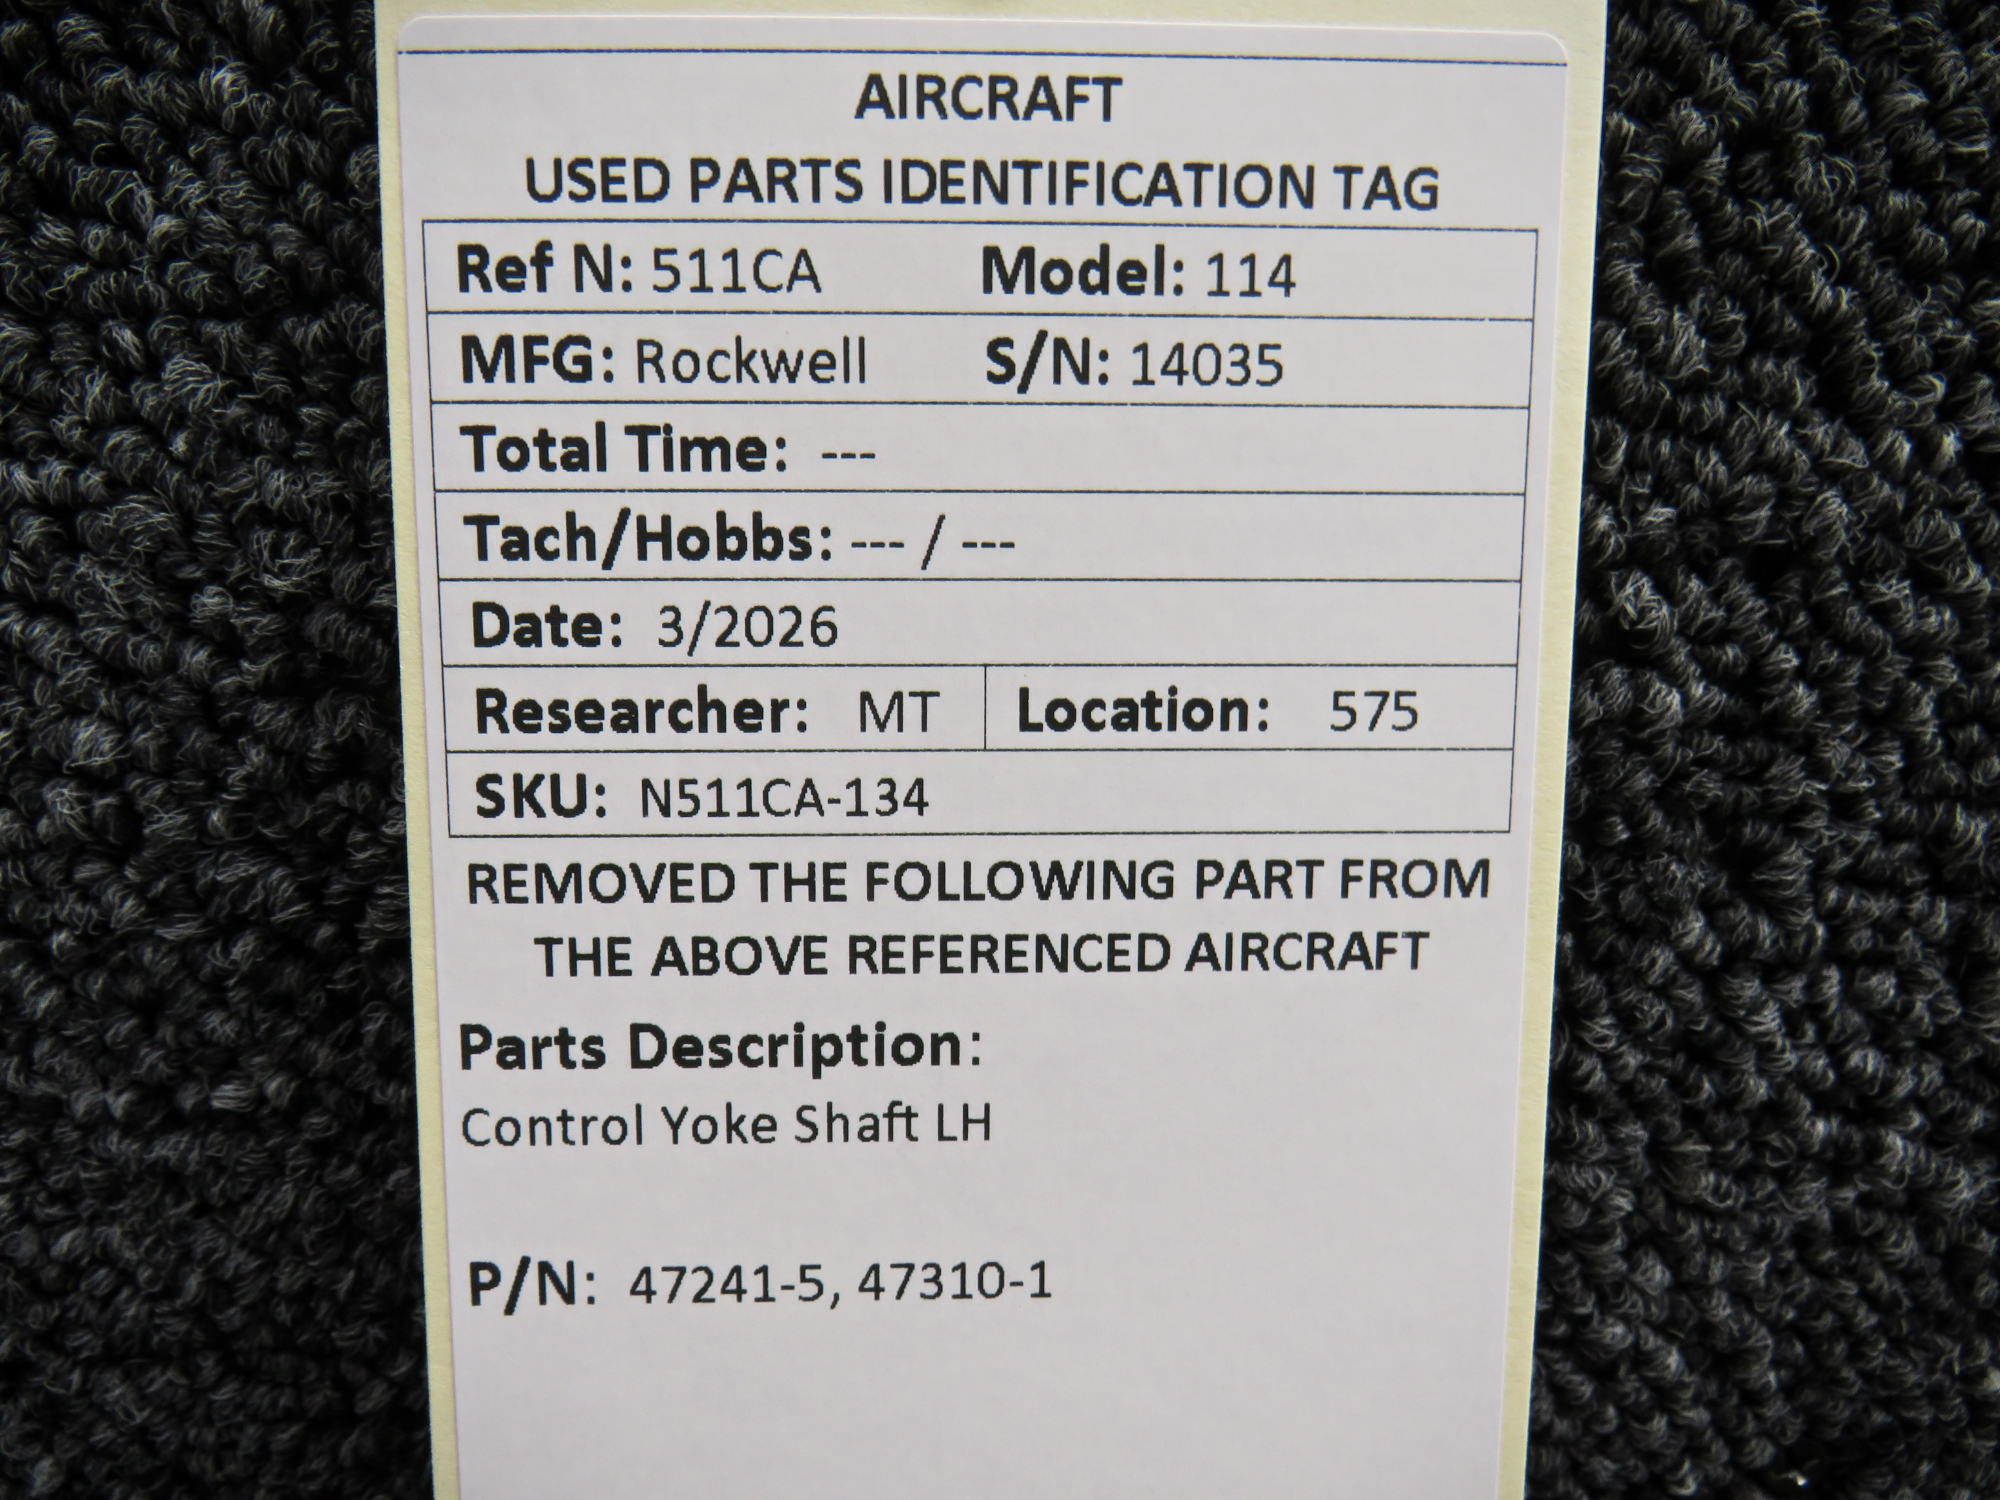 AIRCRAFT
USED PARTS IDENTIFICATION TAG
Ref N: 511CA Model: 114
MFG: Rockwell S/N: 14035
Total Time: ---
Tach/Hobbs: --- / ---
Date: 3/2026
Researcher: MT Location: 575
SKU: N511CA-134
REMOVED THE FOLLOWING PART FROM
THE ABOVE REFERENCED AIRCRAFT
Parts Description:
Control Yoke Shaft LH
P/N: 47241-5, 47310-1